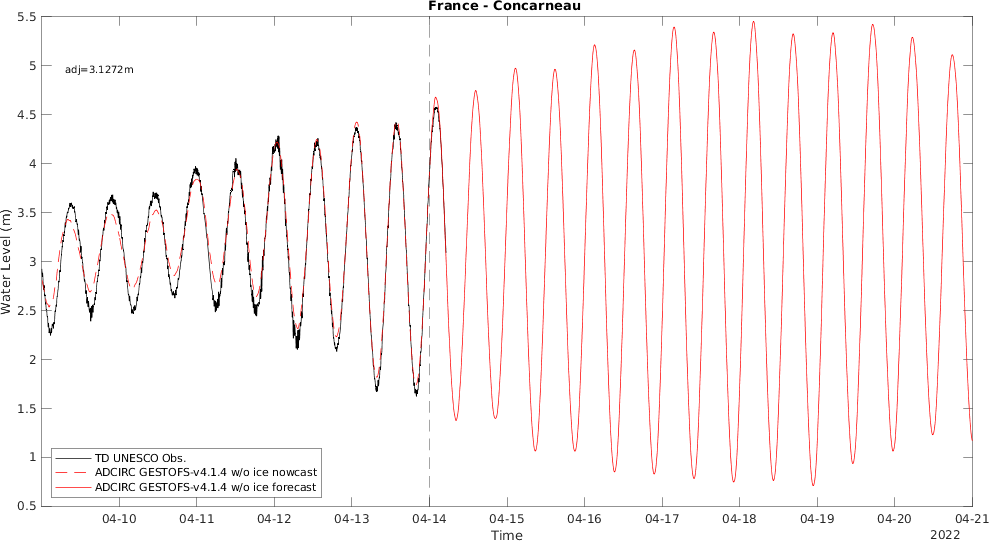 France - Concarneau
adj=3.1272m
Water Level (m)
5.5
5
4.5
4
3.5
3
2.5
2
1.5
1
0.5
TD UNESCO Obs.
ADCIRC GESTOFS-v4.1.4 w/o ice nowcast
ADCIRC GESTOFS-v4.1.4 w/o ice forecast
04-10 04-11 04-12 04-13 04-14 04-15 04-16 04-17 04-18 04-19 04-20 04-21
Time
2022